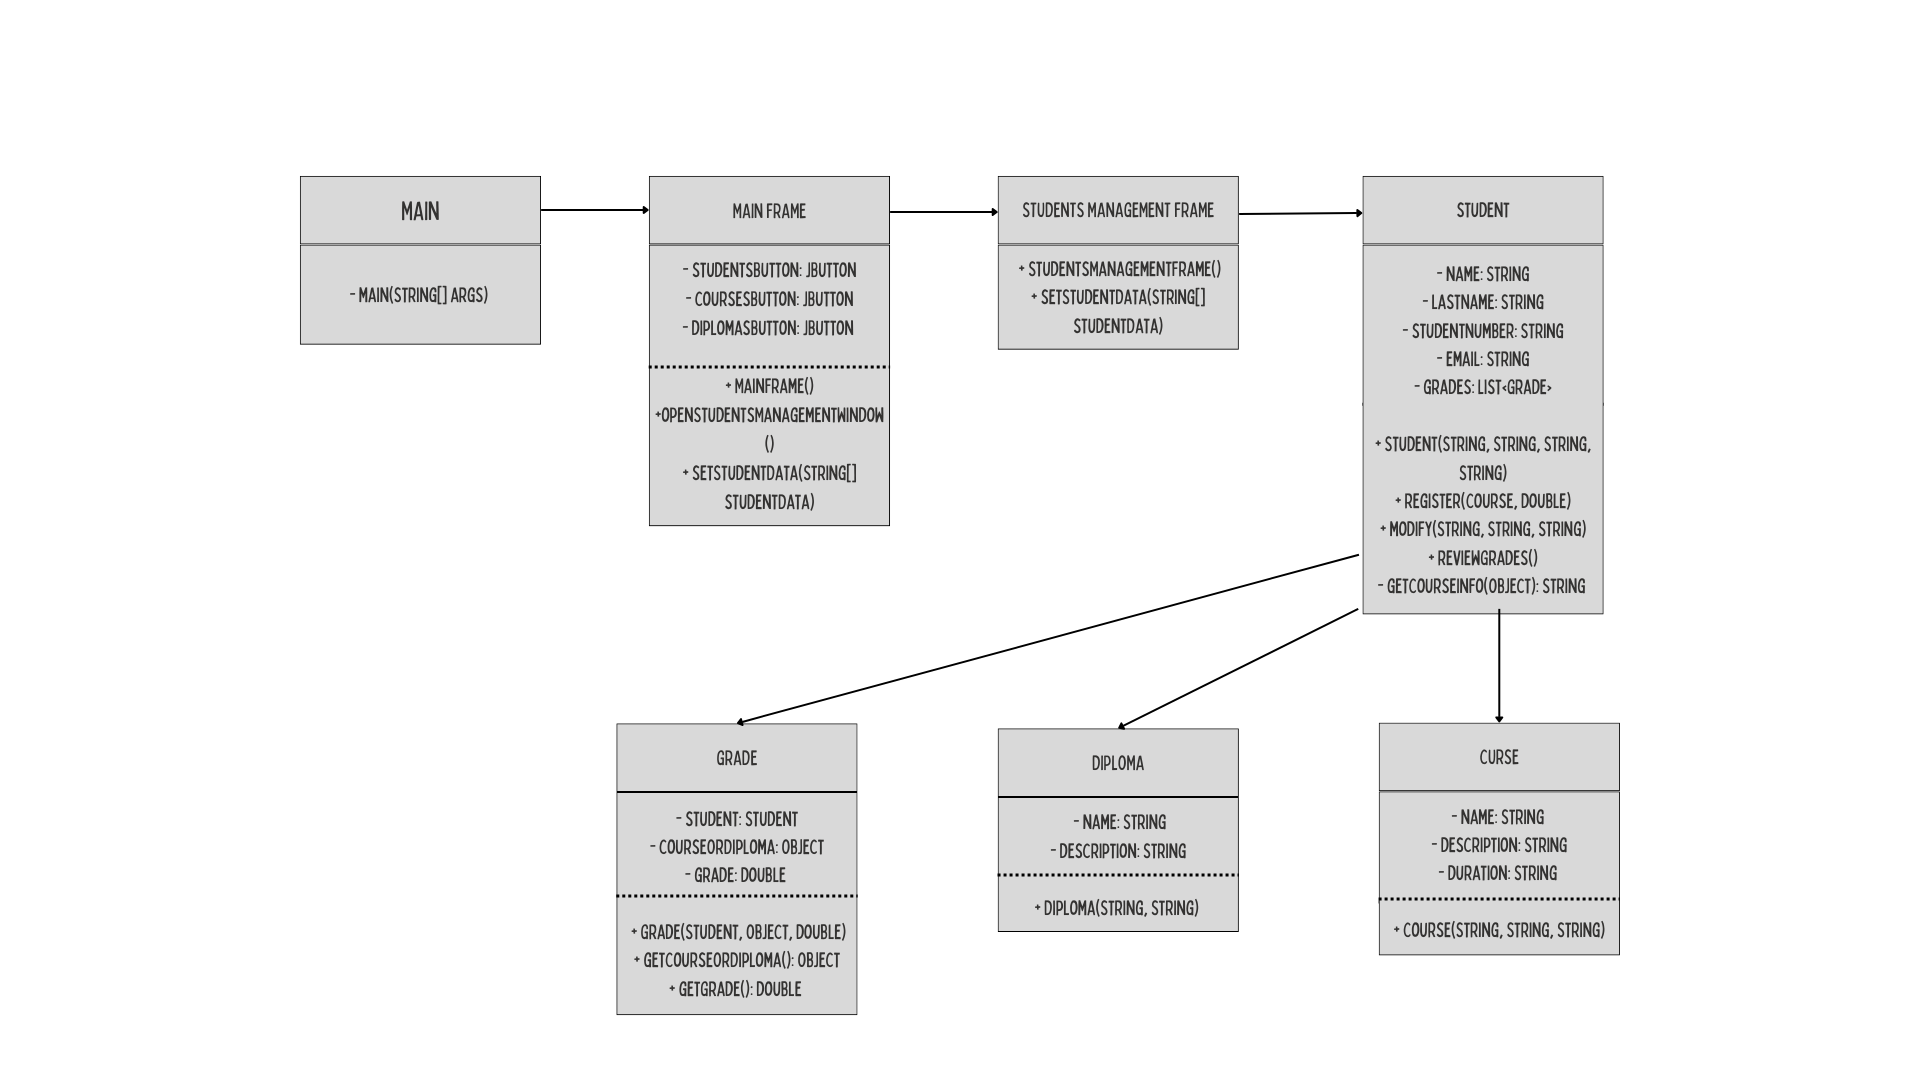 MAIN
- MAIN(STRING[] ARGS)
MAIN FRAME
- STUDENTSBUTTON: JBUTTON
- COURSESBUTTON: JBUTTON
- DIPLOMASBUTTON: JBUTTON
+ MAINFRAME()
+OPENSTUDENTSMANAGEMENTWINDOW
()
+ SETSTUDENTDATA(STRING[]
STUDENTDATA)
STUDENTS MANAGEMENT FRAME
+ STUDENTSMANAGEMENTFRAME()
+ SETSTUDENTDATA(STRING[]
STUDENTDATA)
STUDENT
- NAME: STRING
- LASTNAME: STRING
- STUDENTNUMBER: STRING
- EMAIL: STRING
- GRADES: LIST<GRADE>
+ STUDENT(STRING, STRING, STRING,
STRING)
+ REGISTER(COURSE, DOUBLE)
+ MODIFY(STRING, STRING, STRING)
+ REVIEWGRADES()
- GETCOURSEINFO(OBJECT): STRING
GRADE
- STUDENT: STUDENT
- COURSEORDIPLOMA: OBJECT
- GRADE: DOUBLE
+ GRADE(STUDENT, OBJECT, DOUBLE)
+ GETCOURSEORDIPLOMA(): OBJECT
+ GETGRADE(): DOUBLE
DIPLOMA
- NAME: STRING
- DESCRIPTION: STRING
+ DIPLOMA(STRING, STRING)
CURSE
- NAME: STRING
- DESCRIPTION: STRING
- DURATION: STRING
+ COURSE(STRING, STRING, STRING)